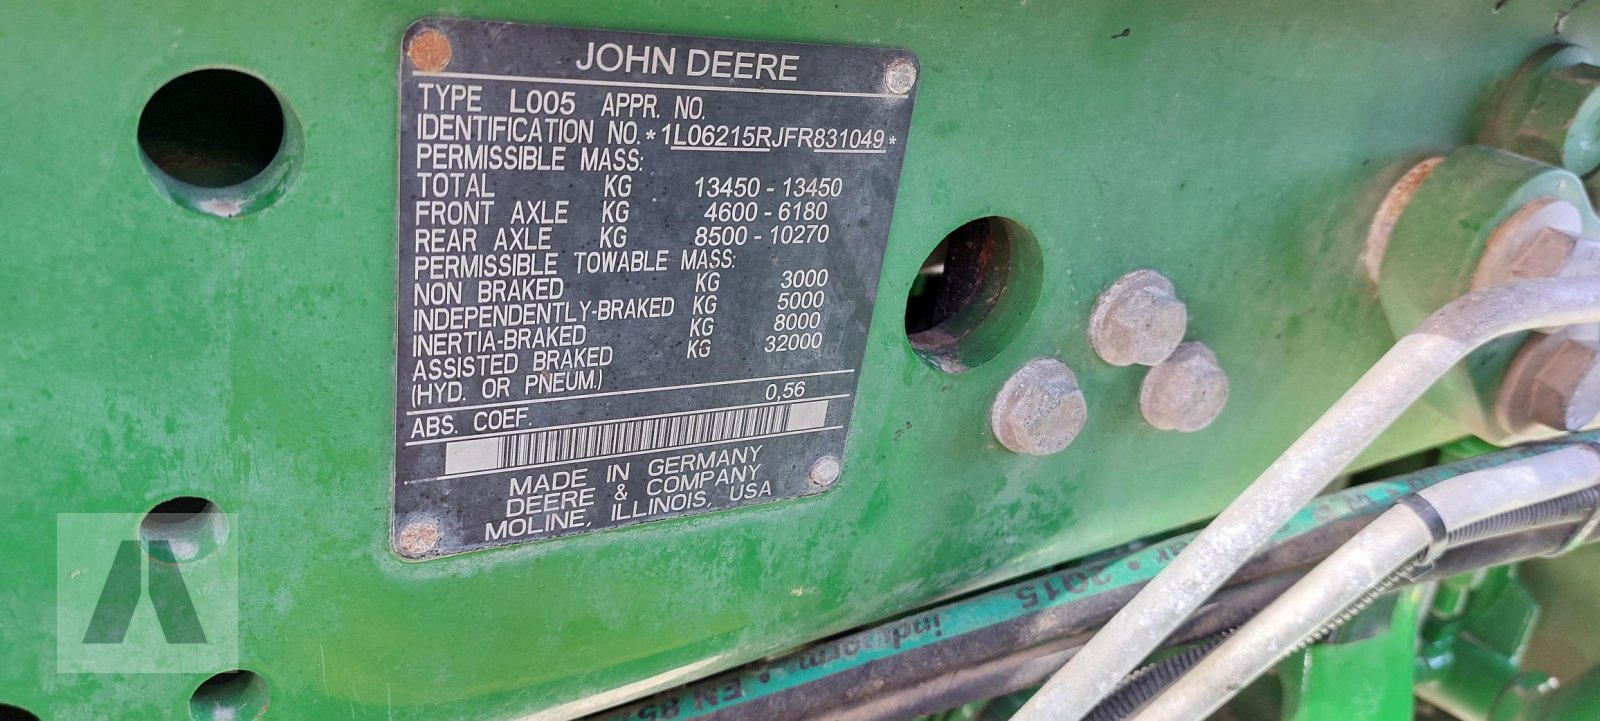 JOHN DEERE
TYPE L005 APPR. NO.
IDENTIFICATION NO. *1L06215RJFR831049*
PERMISSIBLE MASS:
TOTAL KG 13450 - 13450
FRONT AXLE KG 4600 - 6180
REAR AXLE KG 8500 - 10270
PERMISSIBLE TOWABLE MASS:
NON BRAKED KG 3000
INDEPENDENTLY-BRAKED KG 5000
INERTIA-BRAKED KG 8000
ASSISTED BRAKED KG 32000
(HYD. OR PNEUM.)
ABS. COEF. 0,56
MADE IN GERMANY
DEERE & COMPANY
MOLINE, ILLINOIS, USA
2015
EN 85